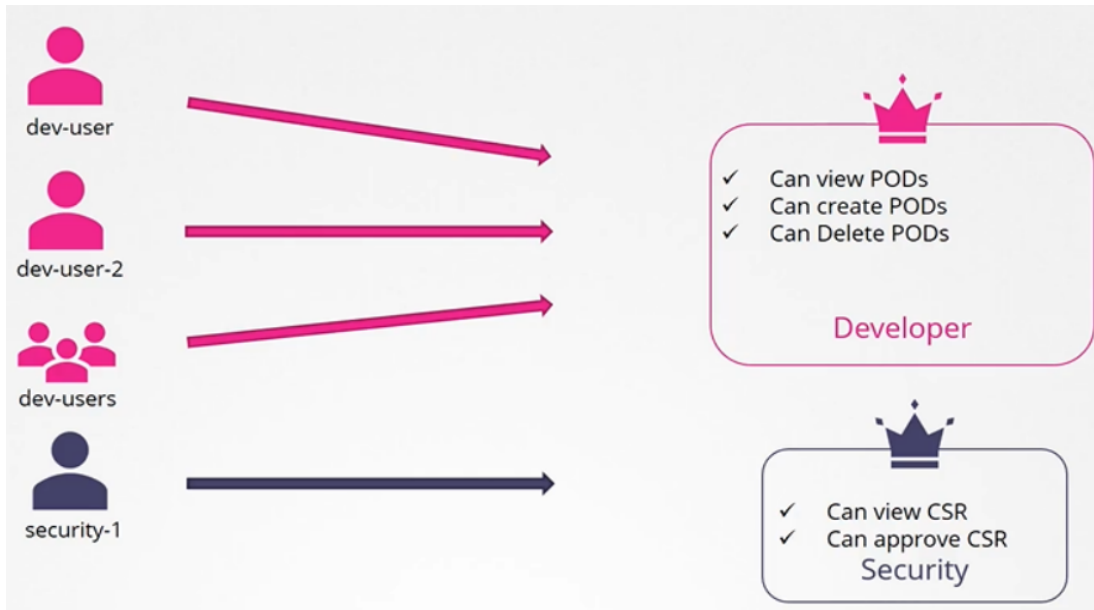 dev-user
dev-user-2
dev-users
security-1
✓ Can view PODs
✓ Can create PODs
✓ Can Delete PODs
Developer
✓ Can view CSR
✓ Can approve CSR
Security